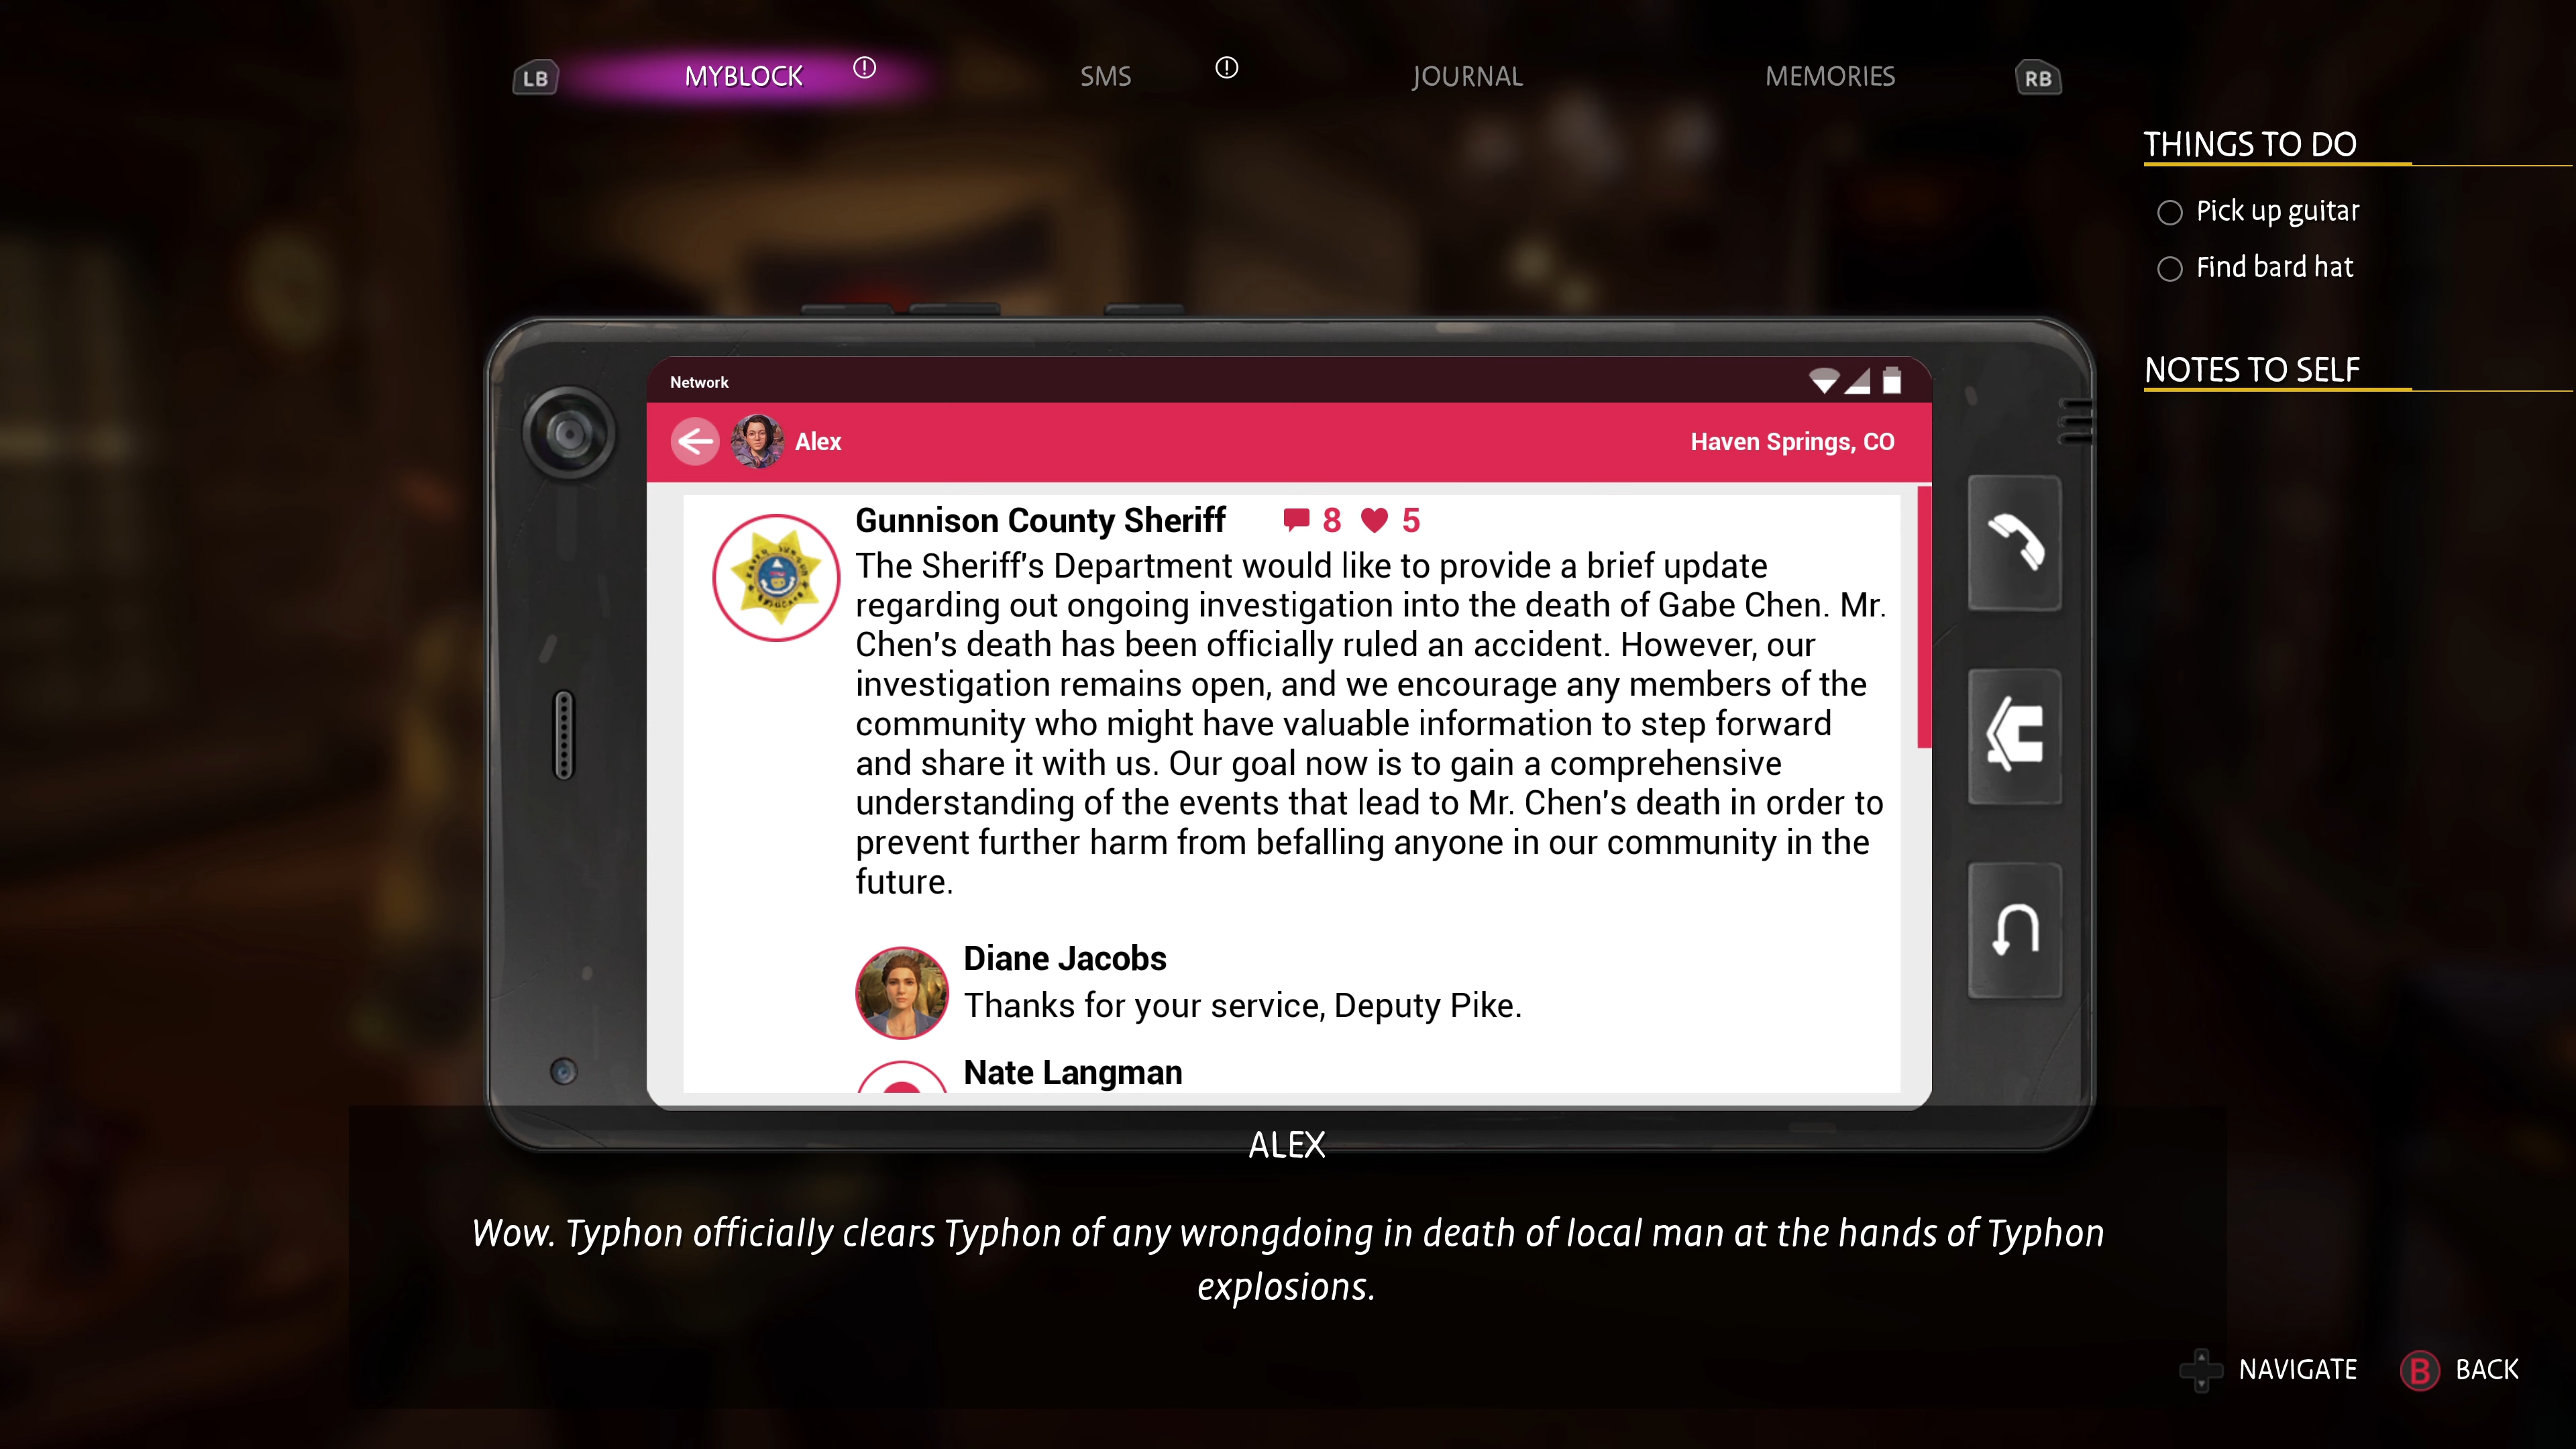 LB MYBLOCK SMS JOURNAL MEMORIES RB
THINGS TO DO
Pick up guitar
Find bard hat
NOTES TO SELF
Network
Alex Haven Springs, CO
Gunnison County Sheriff 8 5
The Sheriff's Department would like to provide a brief update
regarding out ongoing investigation into the death of Gabe Chen. Mr.
Chen's death has been officially ruled an accident. However, our
investigation remains open, and we encourage any members of the
community who might have valuable information to step forward
and share it with us. Our goal now is to gain a comprehensive
understanding of the events that lead to Mr. Chen's death in order to
prevent further harm from befalling anyone in our community in the
future.
Diane Jacobs
Thanks for your service, Deputy Pike.
Nate Langman
ALEX
Wow. Typhon officially clears Typhon of any wrongdoing in death of local man at the hands of Typhon
explosions.
NAVIGATE B BACK